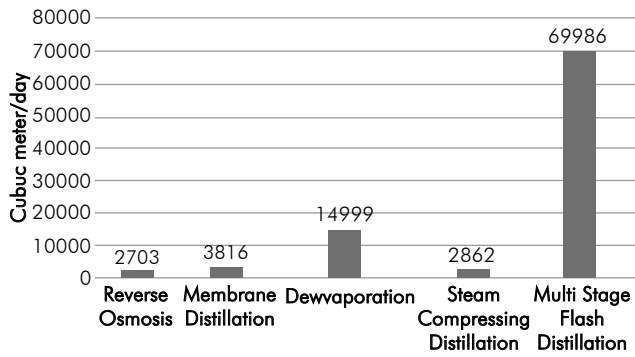 80000
70000
60000
50000
40000
30000
20000
10000
0
Cubuc meter/day
2703
3816
14999
2862
69986
Reverse
Osmosis
Membrane
Distillation
Dewvaporation
Steam
Compressing
Distillation
Multi Stage
Flash
Distillation